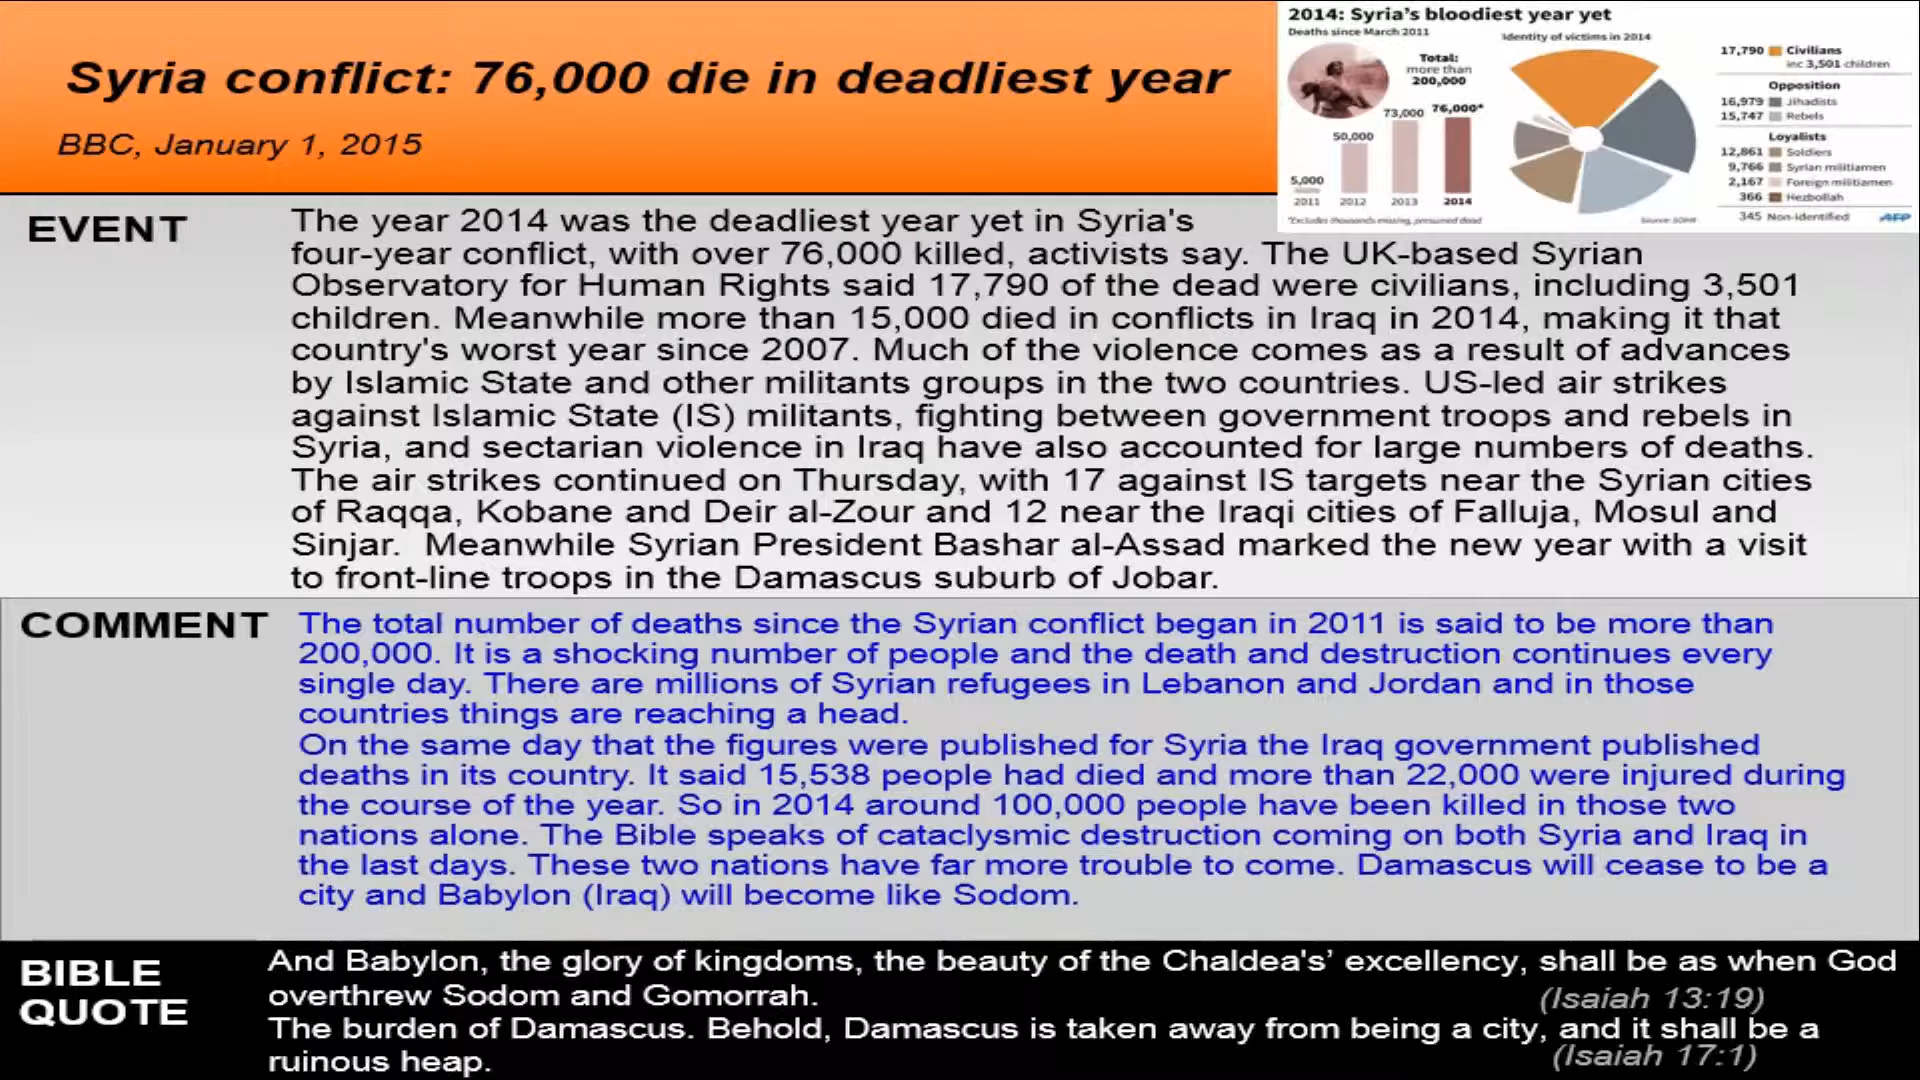 Syria conflict: 76,000 die in deadliest year
BBC, January 1, 2015
2014: Syria's bloodiest year yet
Deaths since March 2011
Total:
more than
200,000
5,000
50,000
73,000
76,000*
2011
2012
2013
2014
*Excludes thousands missing, presumed dead
Identity of victims in 2014
17,790 Civilians
inc 3,501 children
Opposition
16,979 Jihadists
15,747 Rebels
Loyalists
12,861 Soldiers
9,766 Syrian militiamen
2,167 Foreign militiamen
366 Hezbollah
345 Non-identified
Source: SOHR
AFP
EVENT
The year 2014 was the deadliest year yet in Syria's
four-year conflict, with over 76,000 killed, activists say. The UK-based Syrian
Observatory for Human Rights said 17,790 of the dead were civilians, including 3,501
children. Meanwhile more than 15,000 died in conflicts in Iraq in 2014, making it that
country's worst year since 2007. Much of the violence comes as a result of advances
by Islamic State and other militants groups in the two countries. US-led air strikes
against Islamic State (IS) militants, fighting between government troops and rebels in
Syria, and sectarian violence in Iraq have also accounted for large numbers of deaths.
The air strikes continued on Thursday, with 17 against IS targets near the Syrian cities
of Raqqa, Kobane and Deir al-Zour and 12 near the Iraqi cities of Falluja, Mosul and
Sinjar.  Meanwhile Syrian President Bashar al-Assad marked the new year with a visit
to front-line troops in the Damascus suburb of Jobar.
COMMENT
The total number of deaths since the Syrian conflict began in 2011 is said to be more than
200,000. It is a shocking number of people and the death and destruction continues every
single day. There are millions of Syrian refugees in Lebanon and Jordan and in those
countries things are reaching a head.
On the same day that the figures were published for Syria the Iraq government published
deaths in its country. It said 15,538 people had died and more than 22,000 were injured during
the course of the year. So in 2014 around 100,000 people have been killed in those two
nations alone. The Bible speaks of cataclysmic destruction coming on both Syria and Iraq in
the last days. These two nations have far more trouble to come. Damascus will cease to be a
city and Babylon (Iraq) will become like Sodom.
BIBLE
QUOTE
And Babylon, the glory of kingdoms, the beauty of the Chaldea's’ excellency, shall be as when God
overthrew Sodom and Gomorrah.
(Isaiah 13:19)
The burden of Damascus. Behold, Damascus is taken away from being a city, and it shall be a
ruinous heap.
(Isaiah 17:1)